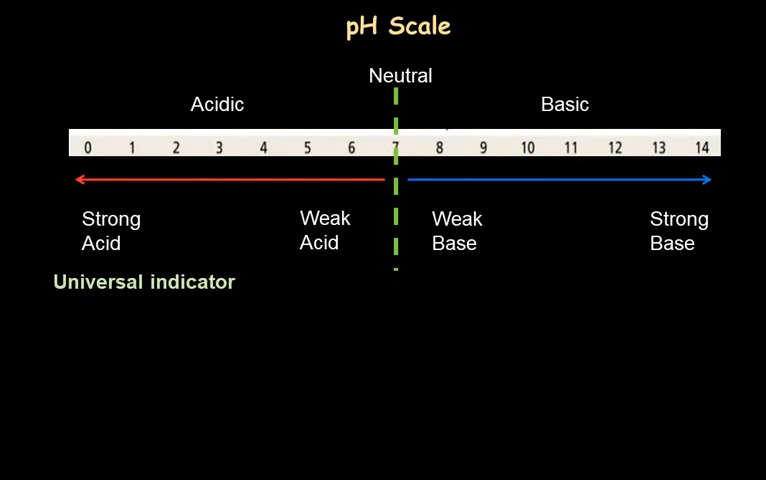 pH Scale
Neutral
Acidic Basic
0 1 2 3 4 5 6 7 8 9 10 11 12 13 14
Strong Weak Weak Strong
Acid Acid Base Base
Universal indicator